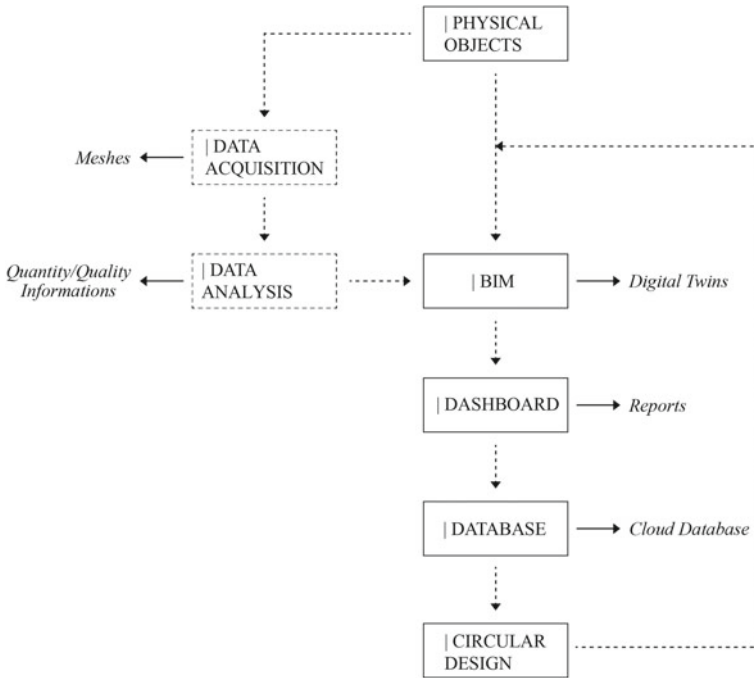 | PHYSICAL
OBJECTS
Meshes
| DATA
ACQUISITION
Quantity/Quality
Informations
| DATA
ANALYSIS
| BIM
Digital Twins
| DASHBOARD
Reports
| DATABASE
Cloud Database
| CIRCULAR
DESIGN